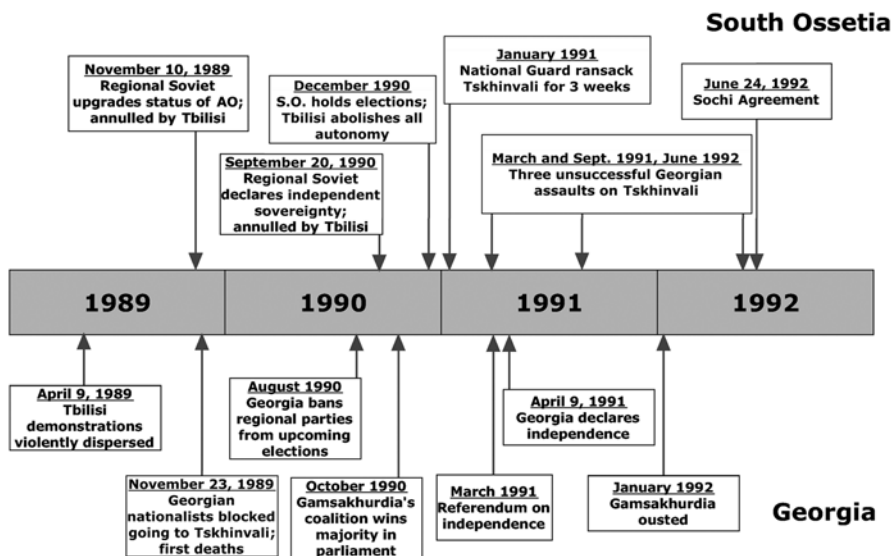 South Ossetia
November 10, 1989
Regional Soviet
upgrades status of AO;
annulled by Tbilisi
December 1990
S.O. holds elections;
Tbilisi abolishes all
autonomy
September 20, 1990
Regional Soviet
declares independent
sovereignty;
annulled by Tbilisi
January 1991
National Guard ransack
Tskhinvali for 3 weeks
March and Sept. 1991, June 1992
Three unsuccessful Georgian
assaults on Tskhinvali
June 24, 1992
Sochi Agreement
1989
1990
1991
1992
April 9, 1989
Tbilisi
demonstrations
violently dispersed
November 23, 1989
Georgian
nationalists blocked
going to Tskhinvali;
first deaths
August 1990
Georgia bans
regional parties
from upcoming
elections
October 1990
Gamsakhurdia's
coalition wins
majority in
parliament
March 1991
Referendum on
independence
April 9, 1991
Georgia declares
independence
January 1992
Gamsakhurdia
ousted
Georgia